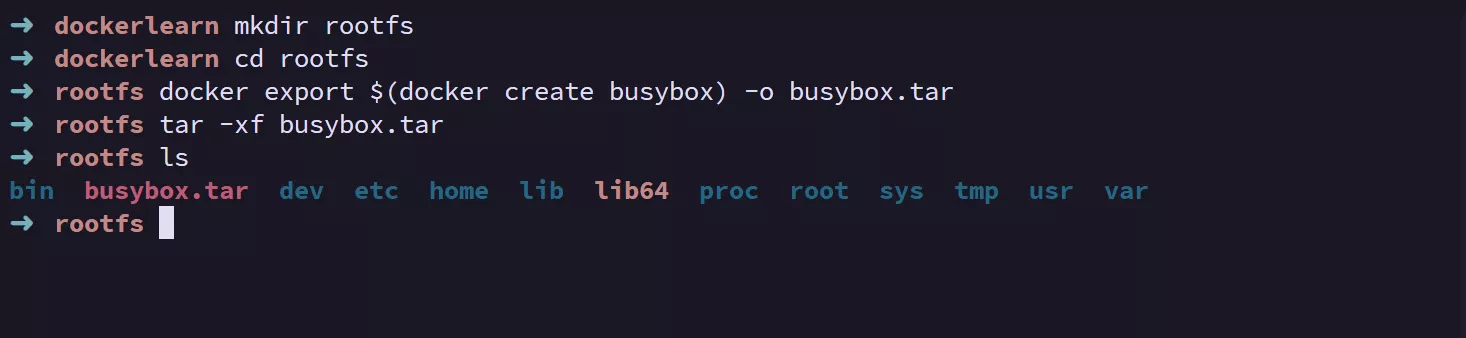 ➜ dockerlearn mkdir rootfs
➜ dockerlearn cd rootfs
➜ rootfs docker export $(docker create busybox) -o busybox.tar
➜ rootfs tar -xf busybox.tar
➜ rootfs ls
bin busybox.tar dev etc home lib lib64 proc root sys tmp usr var
➜ rootfs